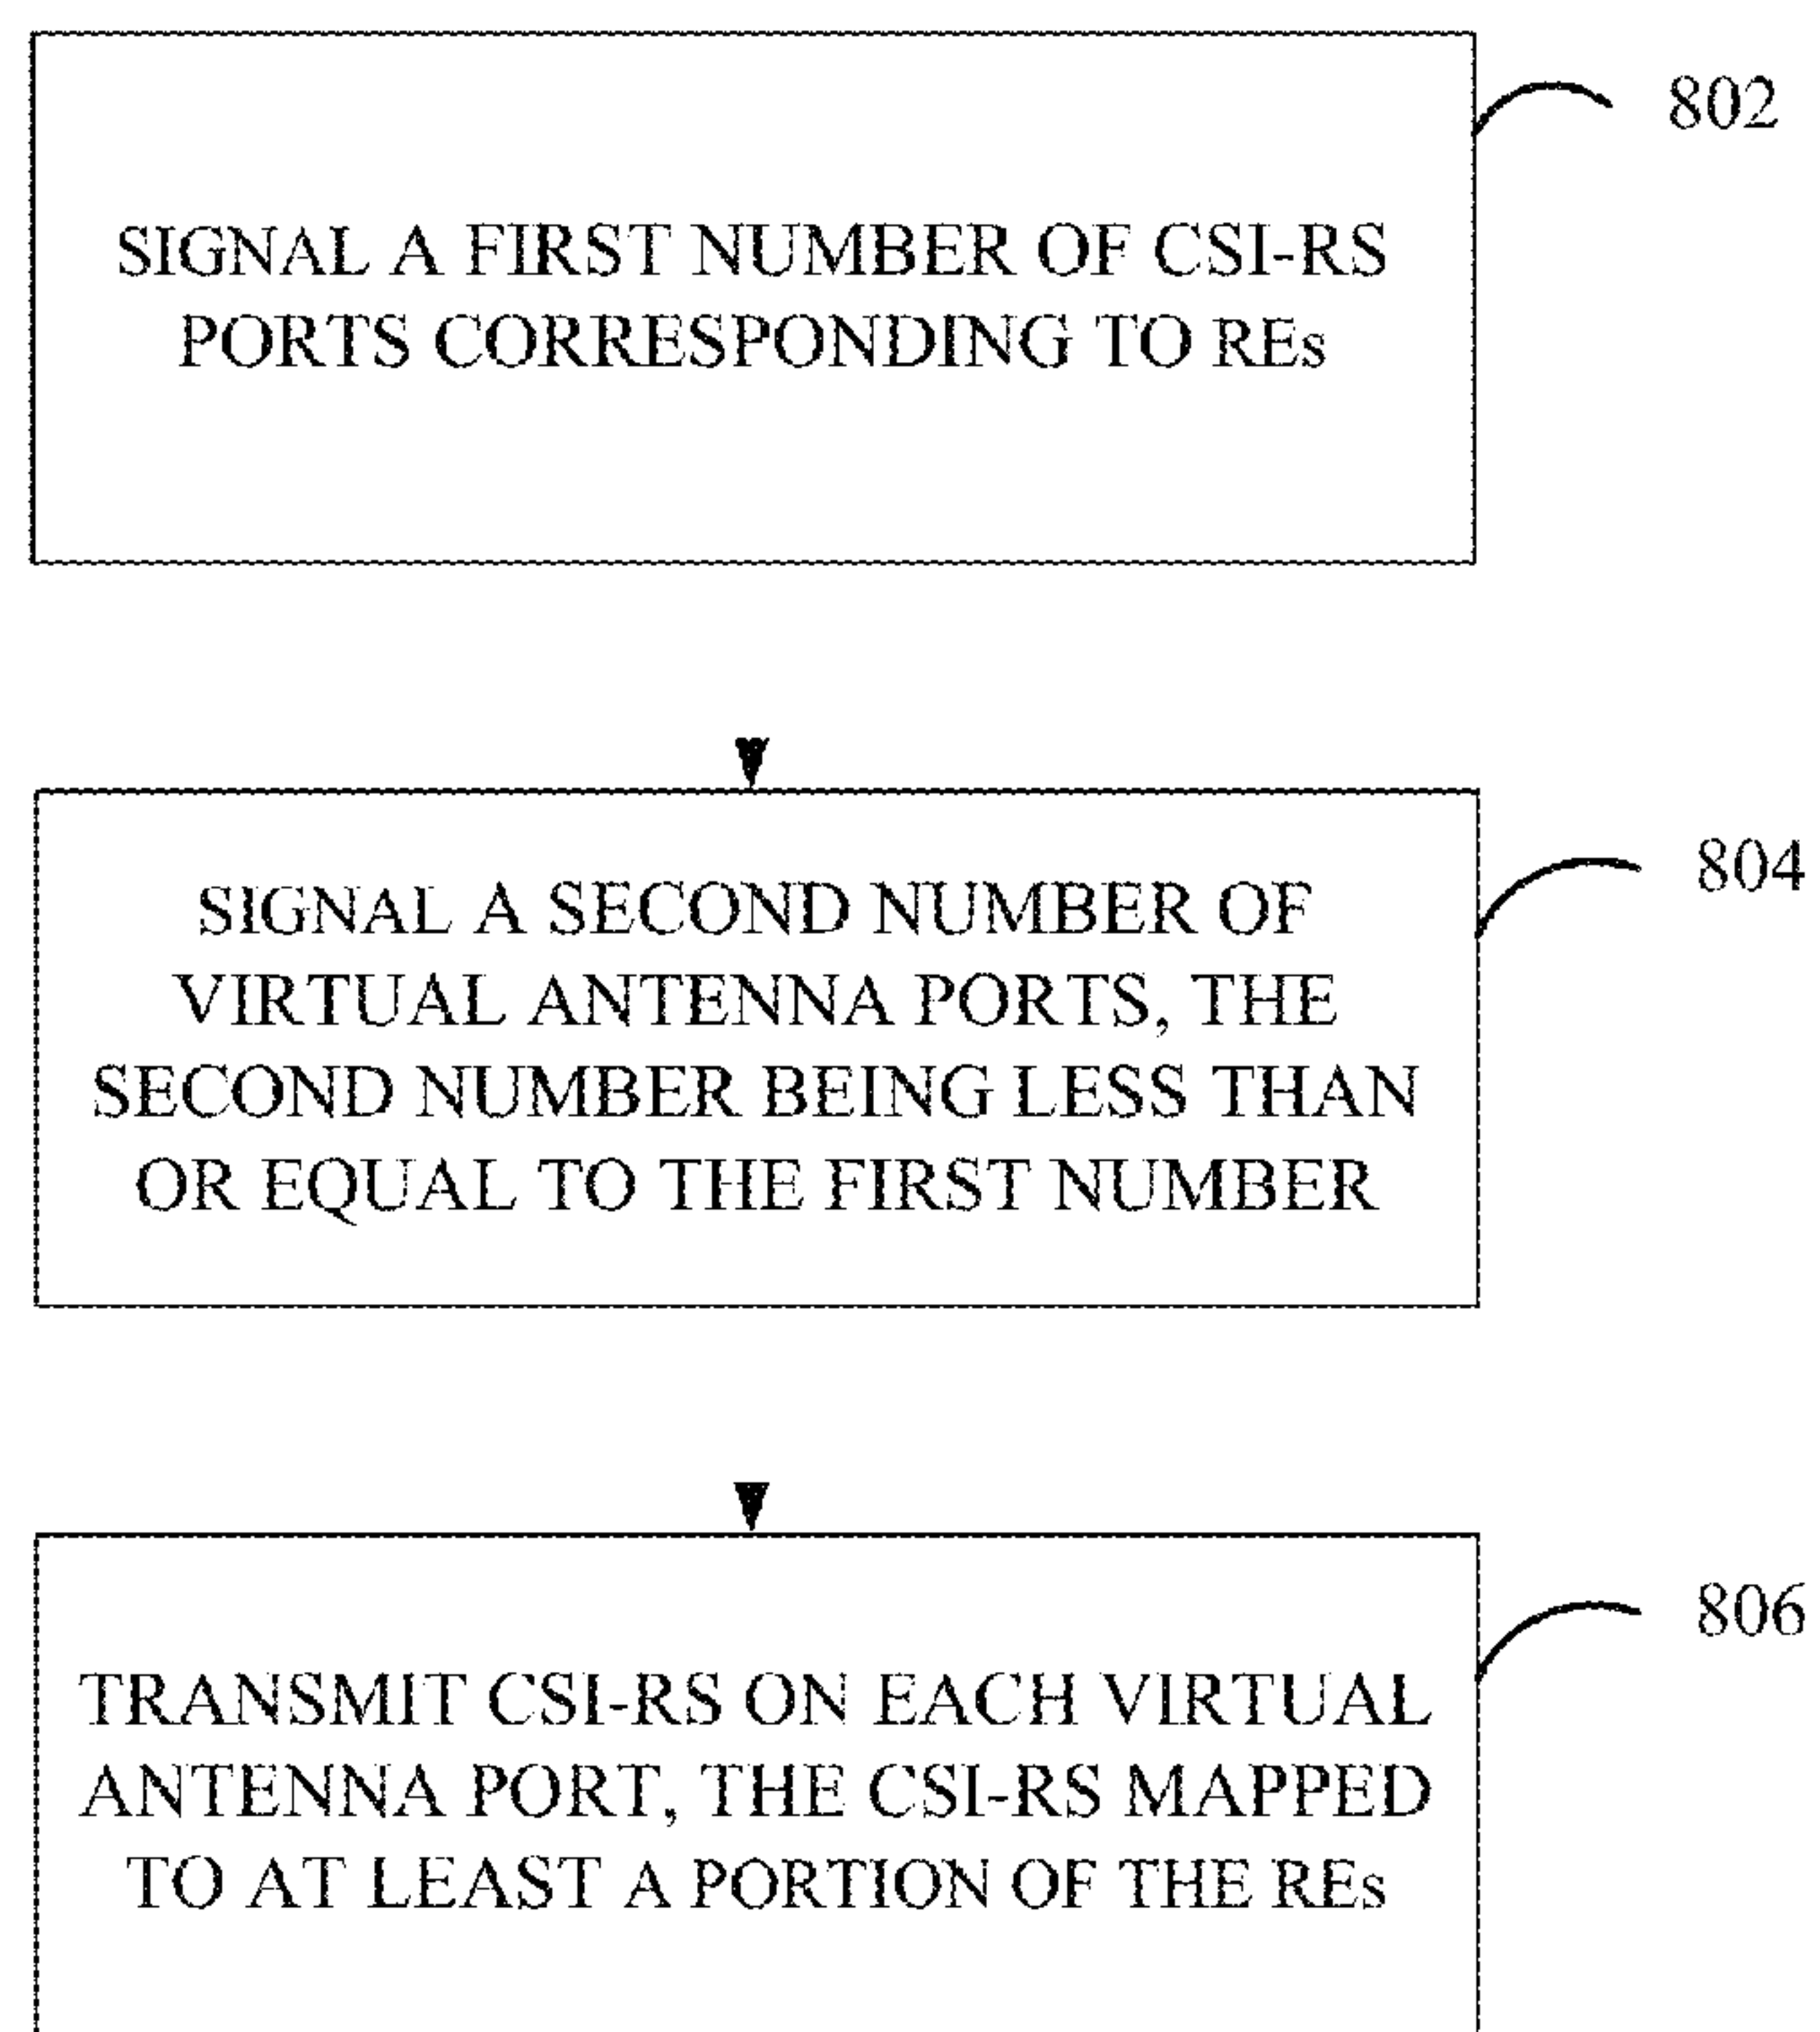 802
SIGNAL A FIRST NUMBER OF CSI-RS
PORTS CORRESPONDING TO REs
804
SIGNAL A SECOND NUMBER OF
VIRTUAL ANTENNA PORTS, THE
SECOND NUMBER BEING LESS THAN
OR EQUAL TO THE FIRST NUMBER
806
TRANSMIT CSI-RS ON EACH VIRTUAL
ANTENNA PORT, THE CSI-RS MAPPED
TO AT LEAST A PORTION OF THE REs